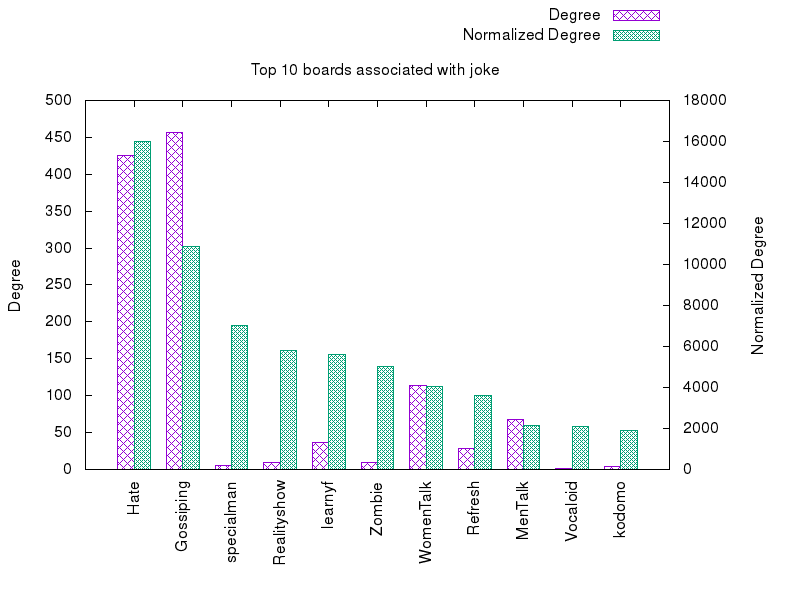 Degree
Normalized Degree
Top 10 boards associated with joke
500
450
400
350
300
250
200
150
100
50
0
18000
16000
14000
12000
10000
8000
6000
4000
2000
0
Degree
Normalized Degree
Hate
Gossiping
specialman
Realityshow
learnyf
Zombie
WomenTalk
Refresh
MenTalk
Vocaloid
kodomo